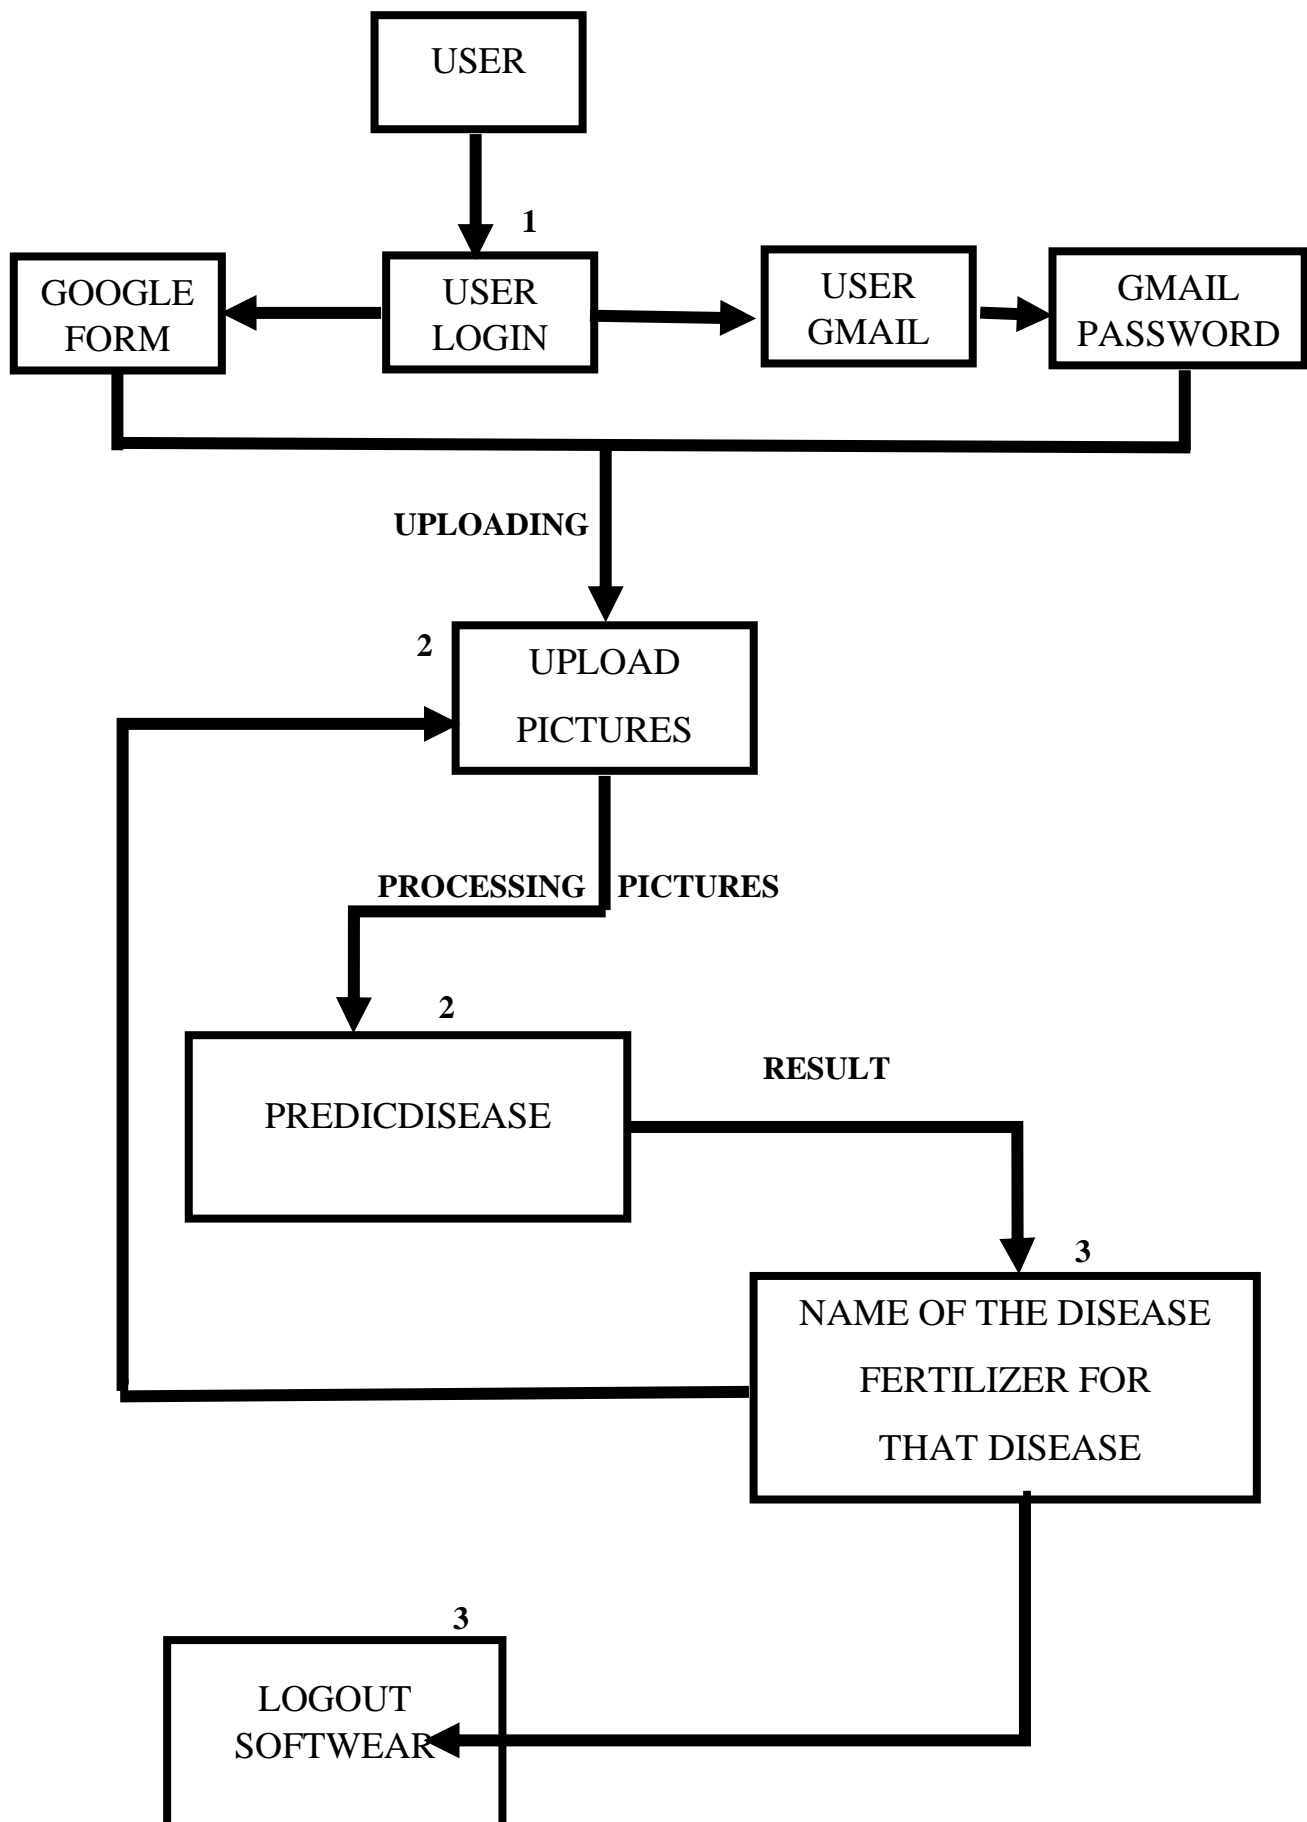 USER
1
GOOGLE
FORM
USER
LOGIN
USER
GMAIL
GMAIL
PASSWORD
UPLOADING
2
UPLOAD
PICTURES
PROCESSING PICTURES
2
PREDICDISEASE
RESULT
3
NAME OF THE DISEASE
FERTILIZER FOR
THAT DISEASE
3
LOGOUT
SOFTWEAR